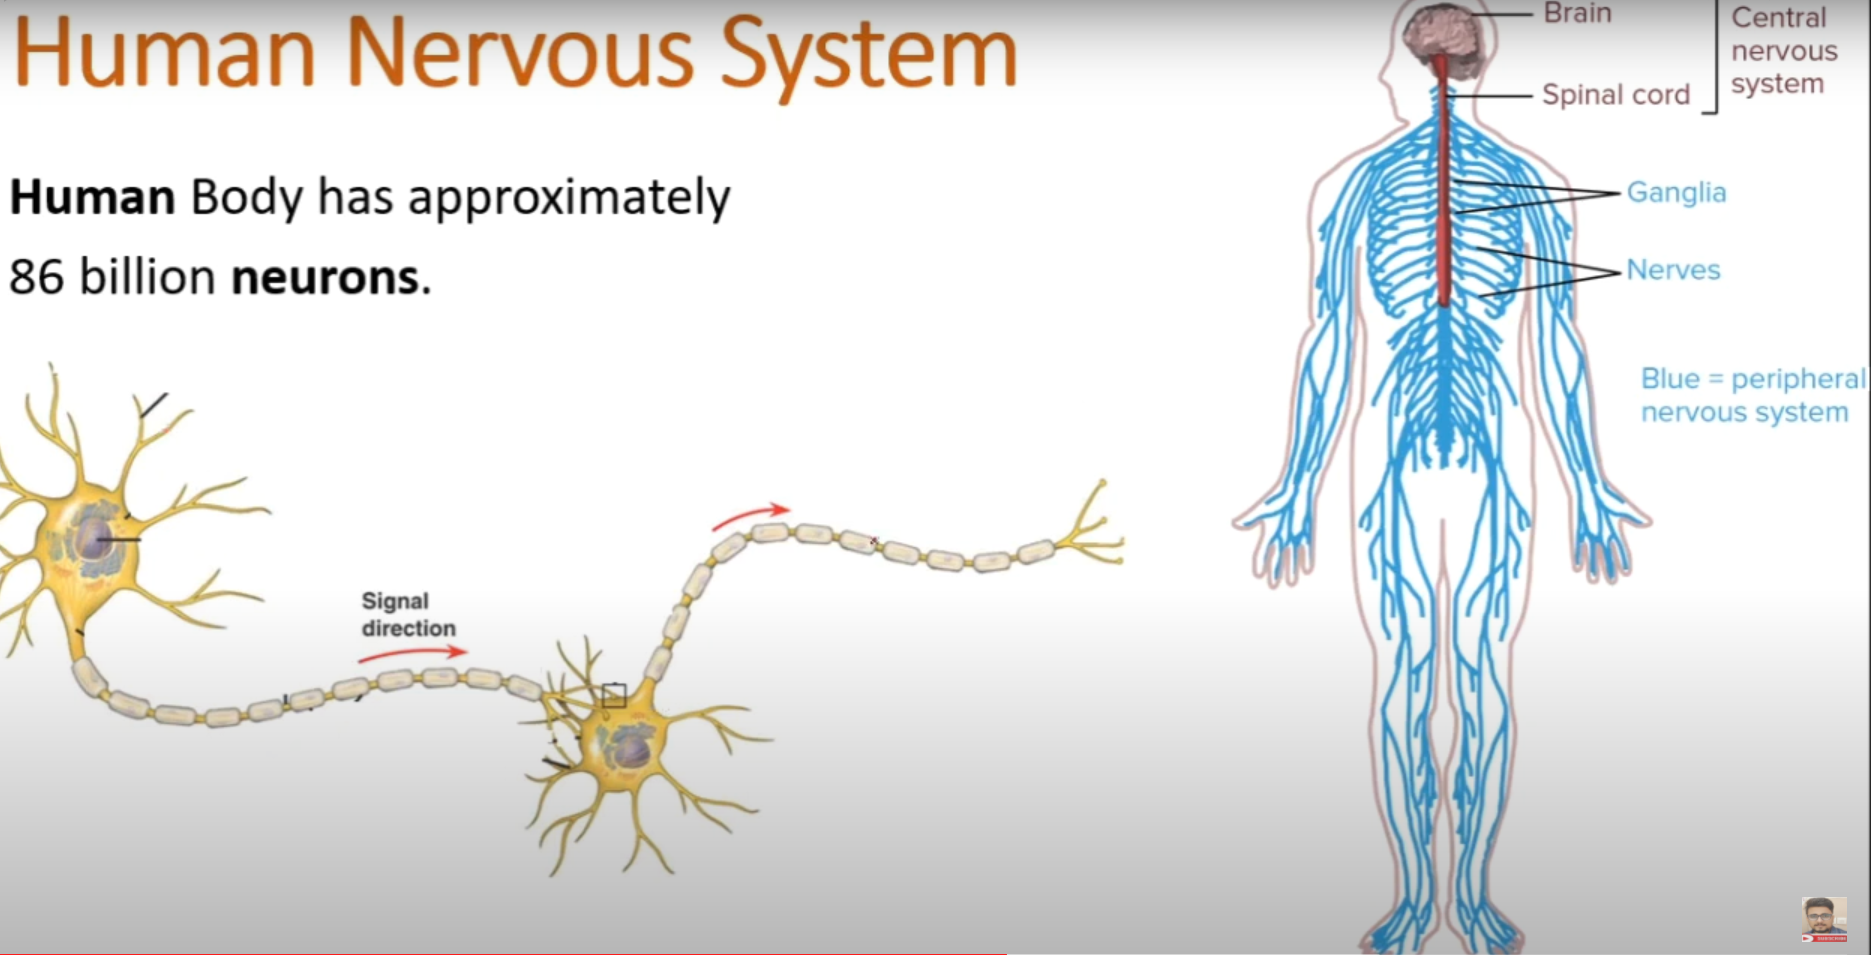 Human Nervous System
Human Body has approximately
86 billion neurons.
Signal
direction
Brain
Spinal cord
Central
nervous
system
Ganglia
Nerves
Blue = peripheral
nervous system